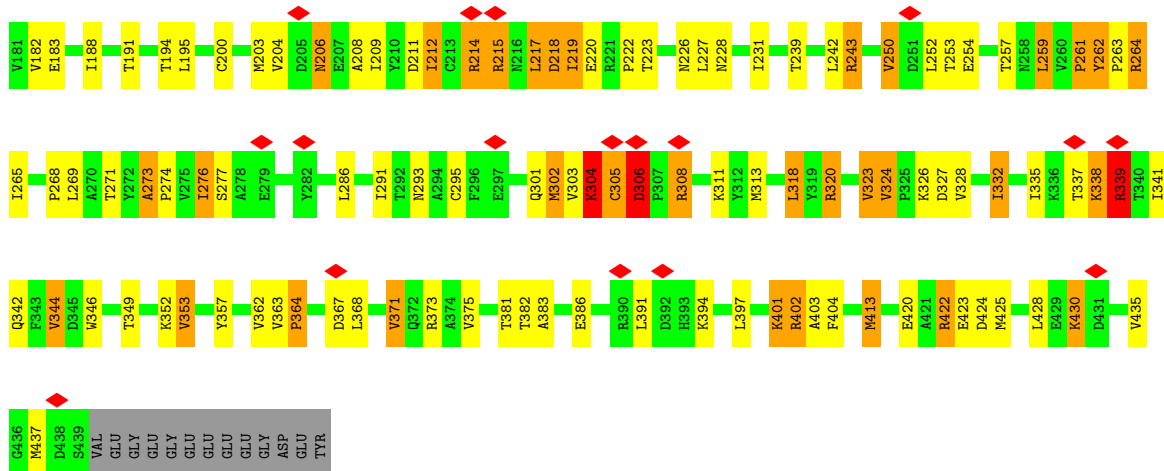 V181 V182 E183 I188 T191 T194 L195 C200 M203 V204 D205 N206 E207 A208 I209 Y210 D211 I212 C213 R214 R215 N216 L217 D218 I219 E220 R221 P222 T223 N226 L227 N228 I231 T239 L242 R243 V250 D251 L252 T253 E254 T257 N258 L259 V260 P261 Y262 P263 R264
I265 P268 L269 A270 T271 Y272 A273 P274 V275 I276 S277 A278 E279 Y282 L286 I291 T292 N293 A294 C295 F296 E297 Q301 M302 V303 K304 C305 D306 P307 R308 K311 Y312 M313 L318 Y319 R320 V323 V324 P325 K326 D327 V328 I332 I335 K336 T337 K338 R339 T340 I341
Q342 F343 V344 D345 W346 T349 K352 V353 Y357 V362 V363 P364 D367 L368 V371 Q372 R373 A374 V375 T381 T382 A383 E386 R390 L391 D392 H393 K394 L397 K401 R402 A403 F404 M413 E420 A421 R422 E423 D424 M425 L428 E429 K430 D431 V435
G436 M437 D438 S439 VAL GLU GLY GLU GLY GLU GLU GLU GLY ASP GLU TYR